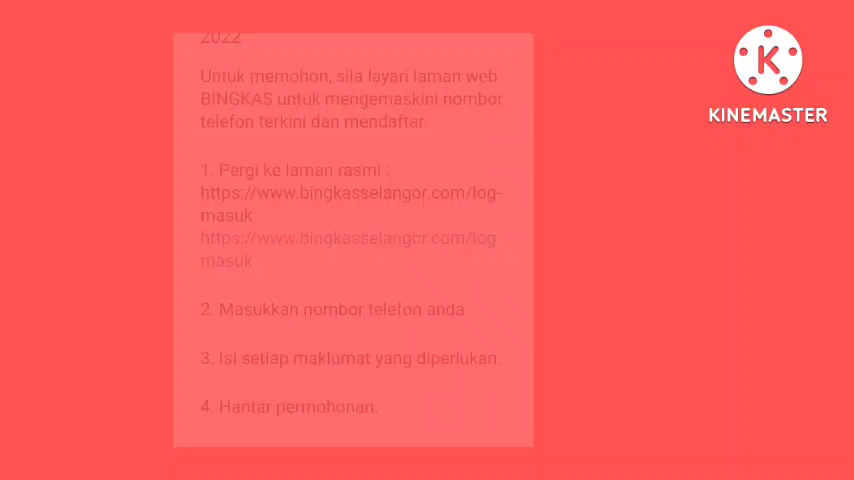 2022
Untuk memohon, sila layari laman web
BINGKAS untuk mengemaskini nombor
telefon terkini dan mendaftar.
1. Pergi ke laman rasmi :
https://www.bingkasselangor.com/log-
masuk
https://www.bingkasselangor.com/log-
masuk
2. Masukkan nombor telefon anda
3. Isi setiap maklumat yang diperlukan.
4. Hantar permohonan.
K
KINEMASTER